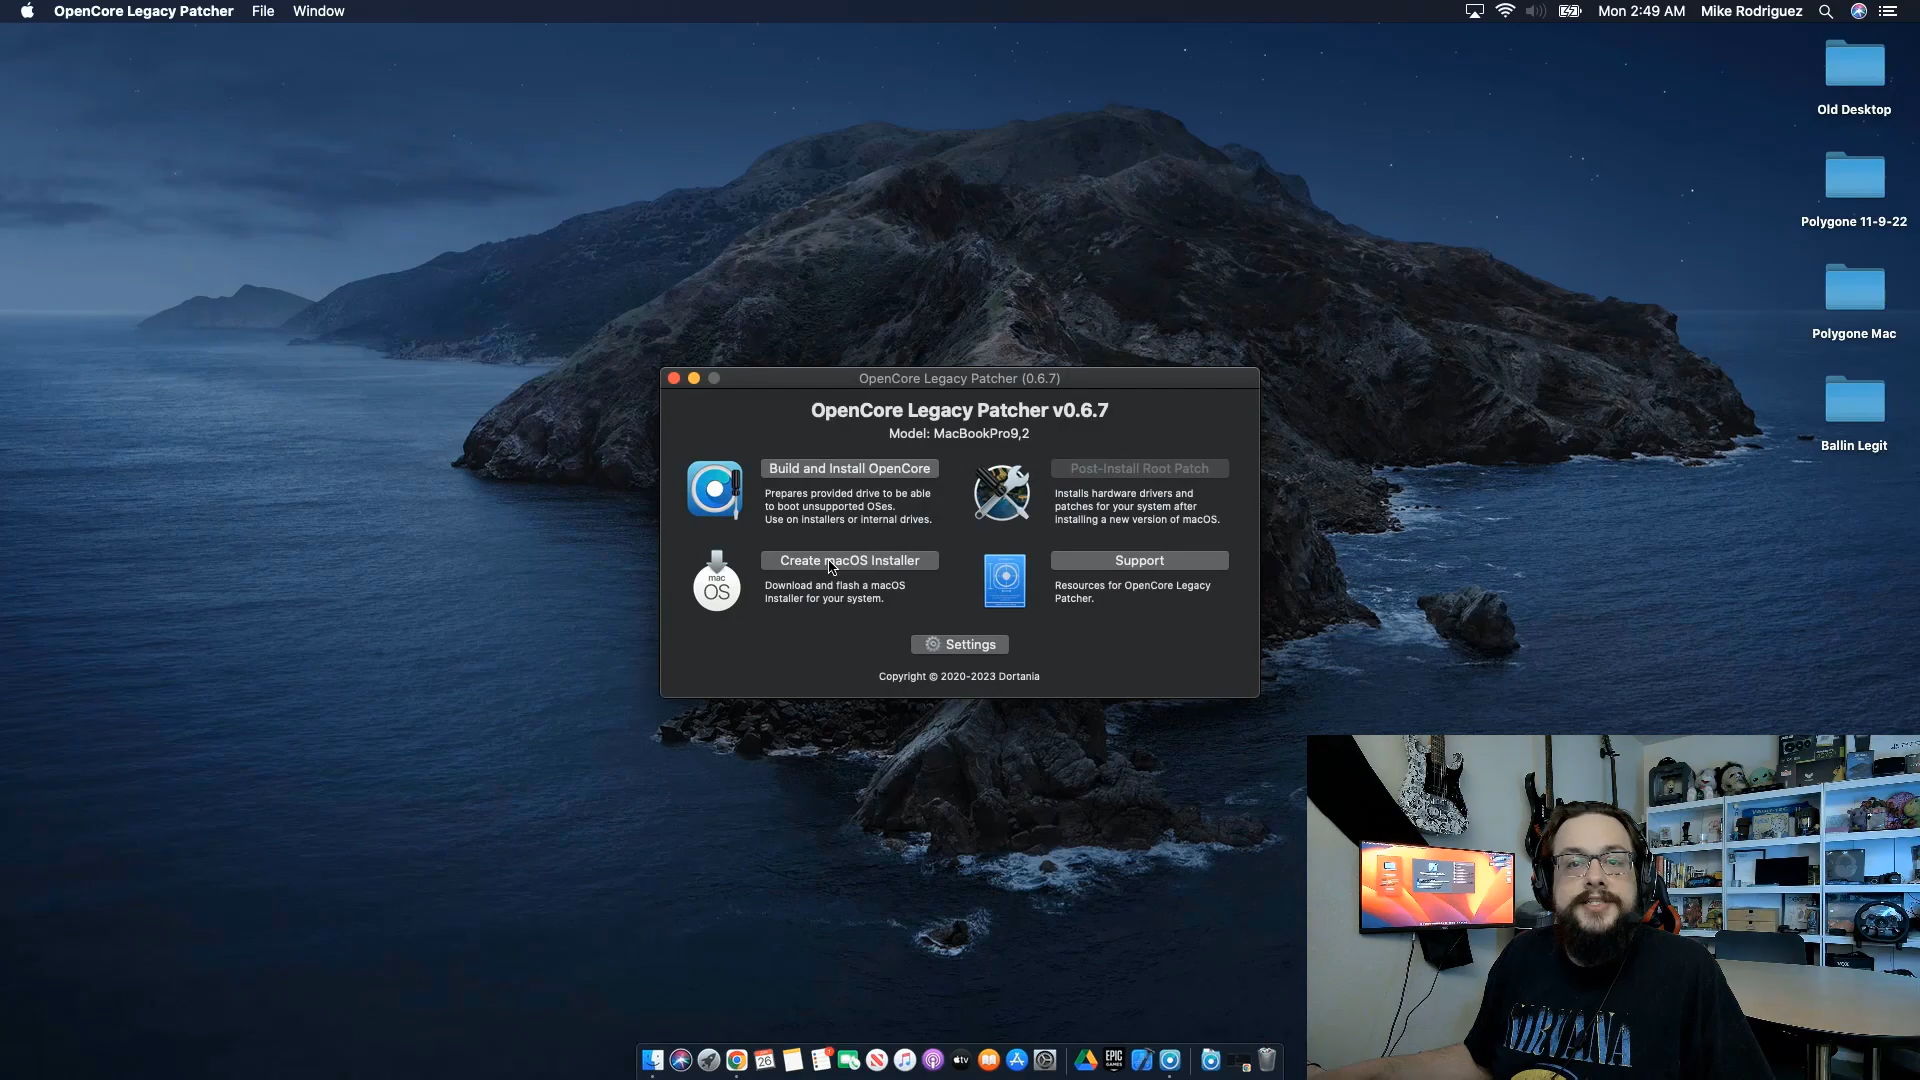 OpenCore Legacy Patcher File Window
Mon 2:49 AM Mike Rodriguez
Old Desktop
Polygone 11-9-22
Polygone Mac
Ballin Legit
OpenCore Legacy Patcher (0.6.7)
OpenCore Legacy Patcher v0.6.7
Model: MacBookPro9,2
Build and Install OpenCore
Prepares provided drive to be able
to boot unsupported OSes.
Use on installers or internal drives.
Post-Install Root Patch
Installs hardware drivers and
patches for your system after
installing a new version of macOS.
mac
OS
Create macOS Installer
Download and flash a macOS
installer for your system.
Support
Resources for OpenCore Legacy
Patcher.
Settings
Copyright © 2020-2023 Dortania
NIRVANA
26
tv
EPIC
GAMES
VOX